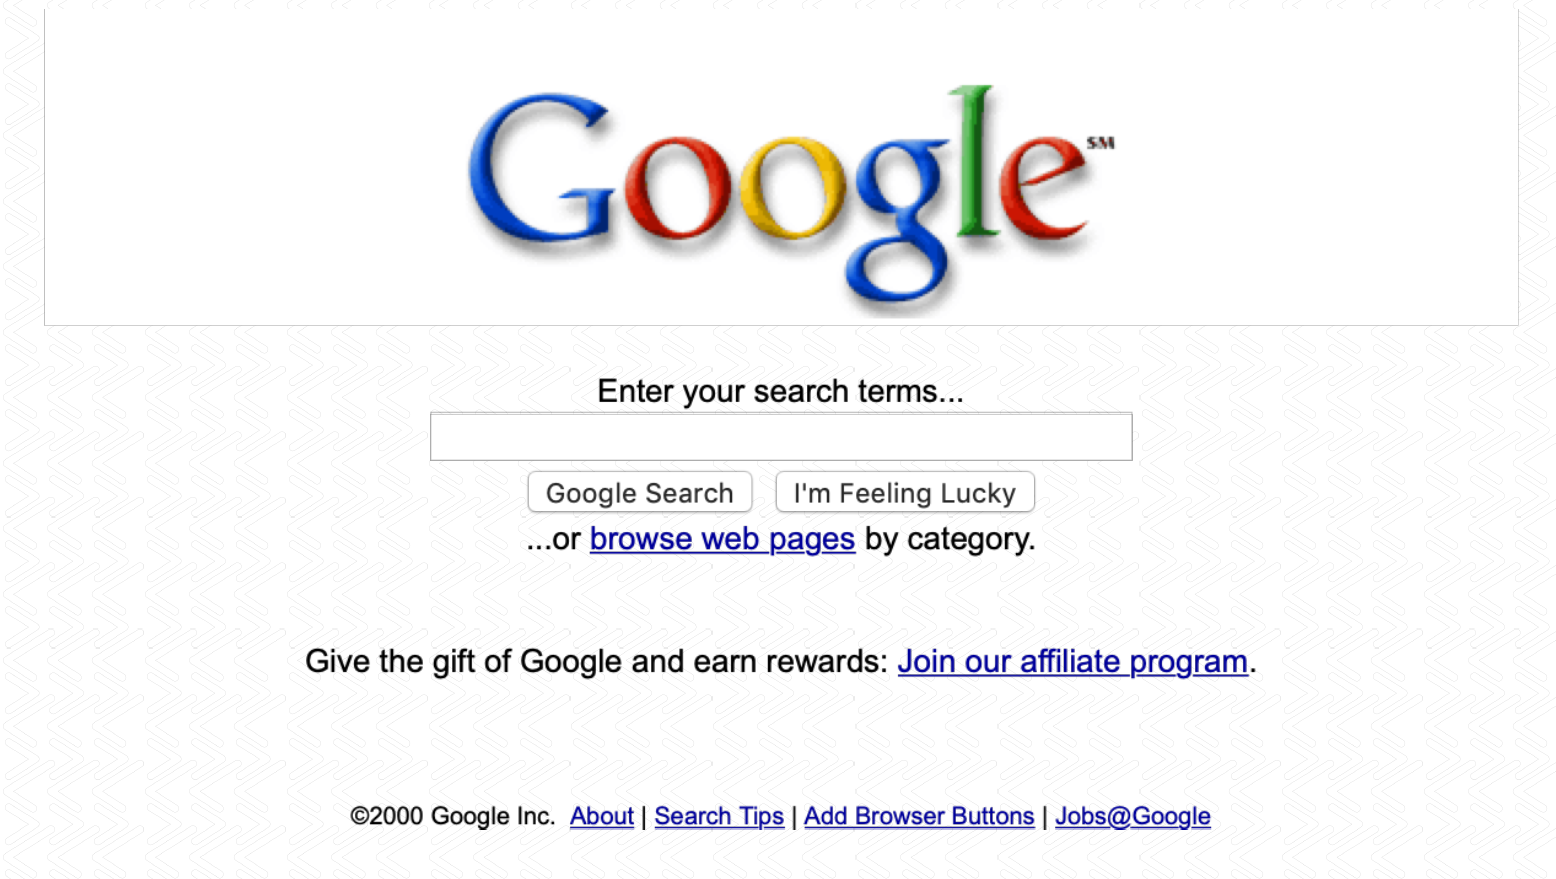 Google SM
Enter your search terms...
Google Search I'm Feeling Lucky
...or browse web pages by category.
Give the gift of Google and earn rewards: Join our affiliate program.
©2000 Google Inc. About | Search Tips | Add Browser Buttons | Jobs@Google